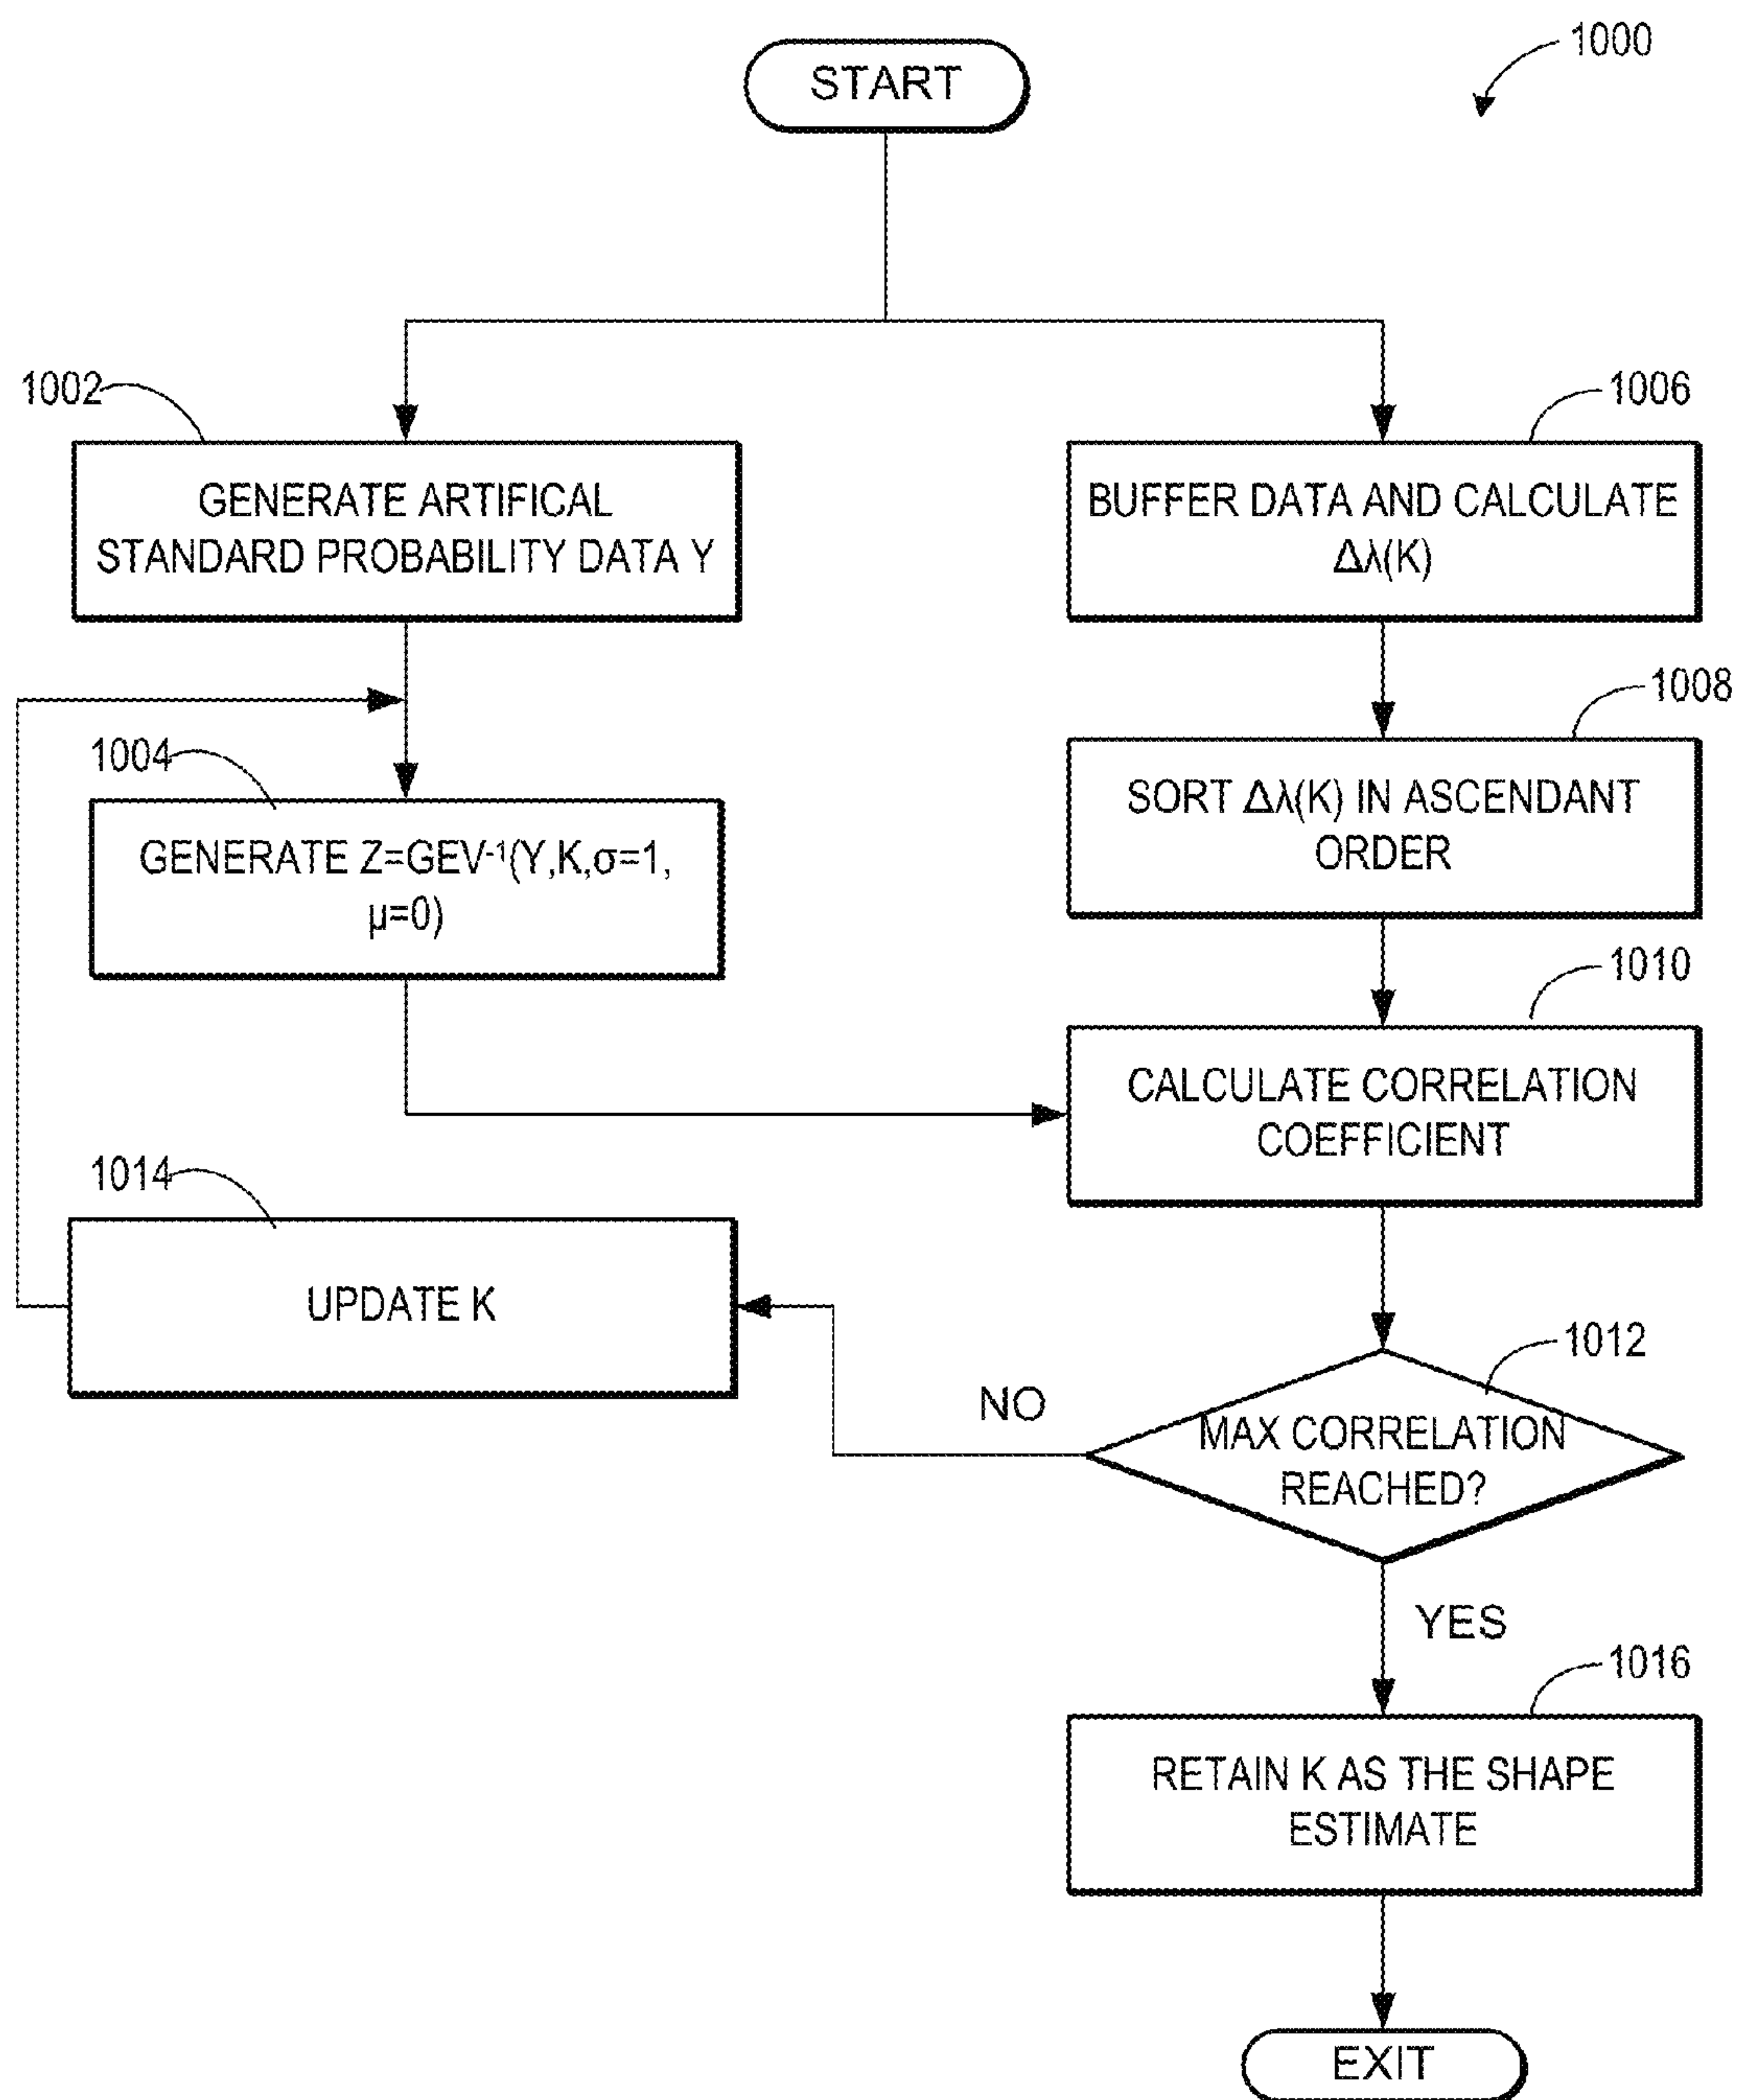 1000
START
1002
GENERATE ARTIFICAL
STANDARD PROBABILITY DATA Y
1006
BUFFER DATA AND CALCULATE
Δλ(K)
1008
SORT Δλ(K) IN ASCENDANT
ORDER
1004
GENERATE Z=GEV-1(Y,K,σ=1,
μ=0)
1010
CALCULATE CORRELATION
COEFFICIENT
1014
UPDATE K
1012
NO
MAX CORRELATION
REACHED?
YES
1016
RETAIN K AS THE SHAPE
ESTIMATE
EXIT